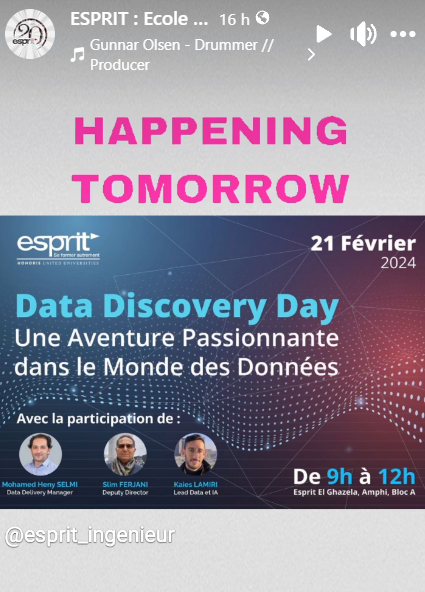 ESPRIT : Ecole ... 16 h
Gunnar Olsen - Drummer //
Producer
HAPPENING
TOMORROW
esprit
Se former autrement
HONORIS UNITED UNIVERSITIES
21 Février
2024
Data Discovery Day
Une Aventure Passionnante
dans le Monde des Données
Avec la participation de :
Mohamed Heny SELMI
Data Delivery Manager
Slim FERJANI
Deputy Director
Kaies LAMIRI
Lead Data et IA
De 9h à 12h
Esprit El Ghazela, Amphi, Bloc A
@esprit_ingenieur